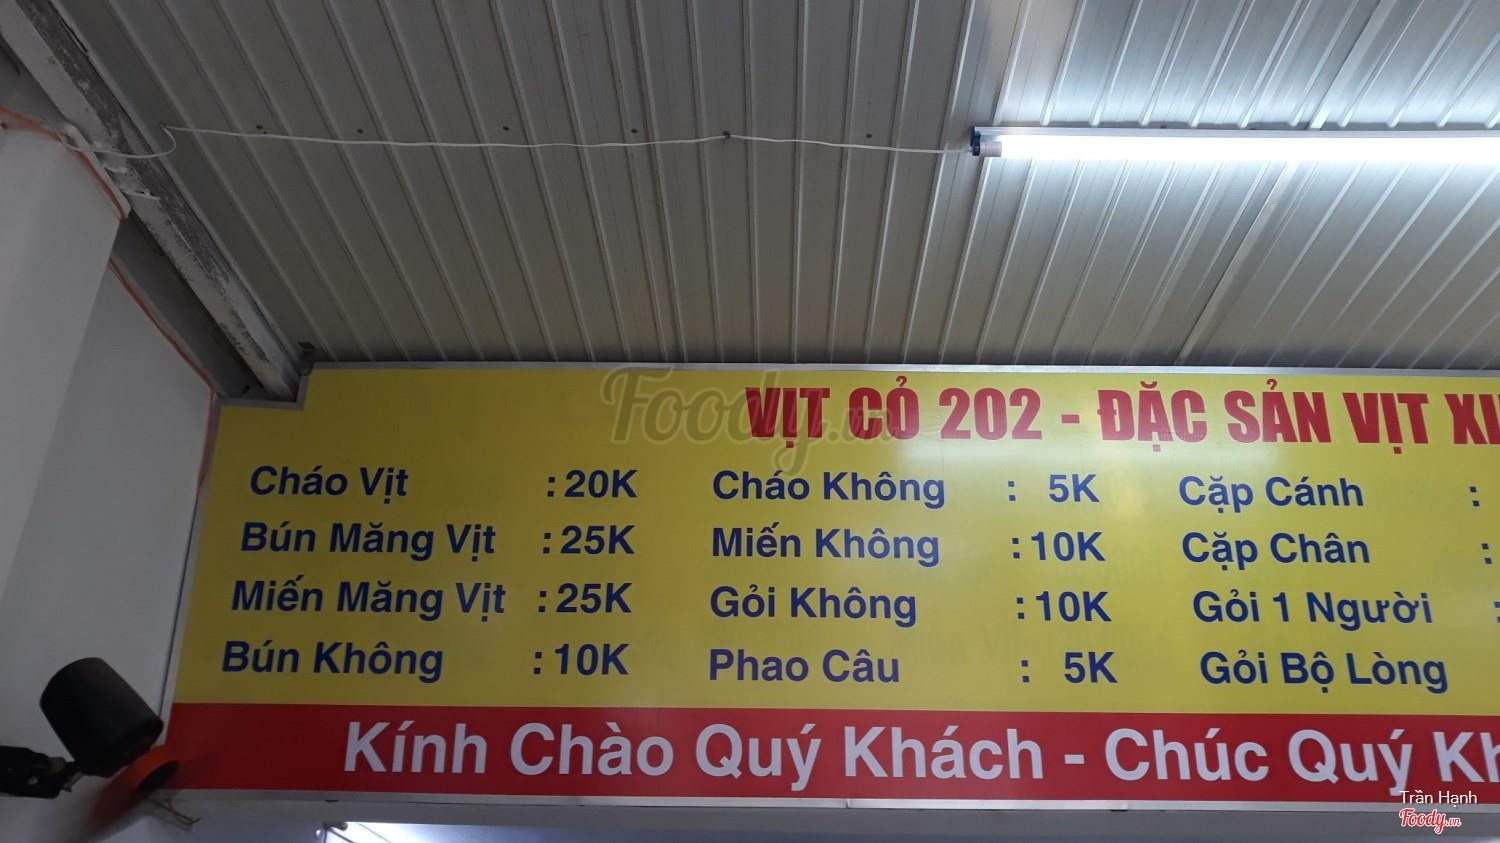 VỊT CỎ 202 - ĐẶC SẢN VỊT
Cháo Vịt : 20K
Bún Măng Vịt : 25K
Miến Măng Vịt : 25K
Bún Không : 10K
Cháo Không : 5K
Miến Không : 10K
Gỏi Không : 10K
Phao Câu : 5K
Cặp Cánh :
Cặp Chân :
Gỏi 1 Người :
Gỏi Bộ Lòng
Kính Chào Quý Khách - Chúc Quý
Foody.vn
Trần Hạnh
Foody.vn